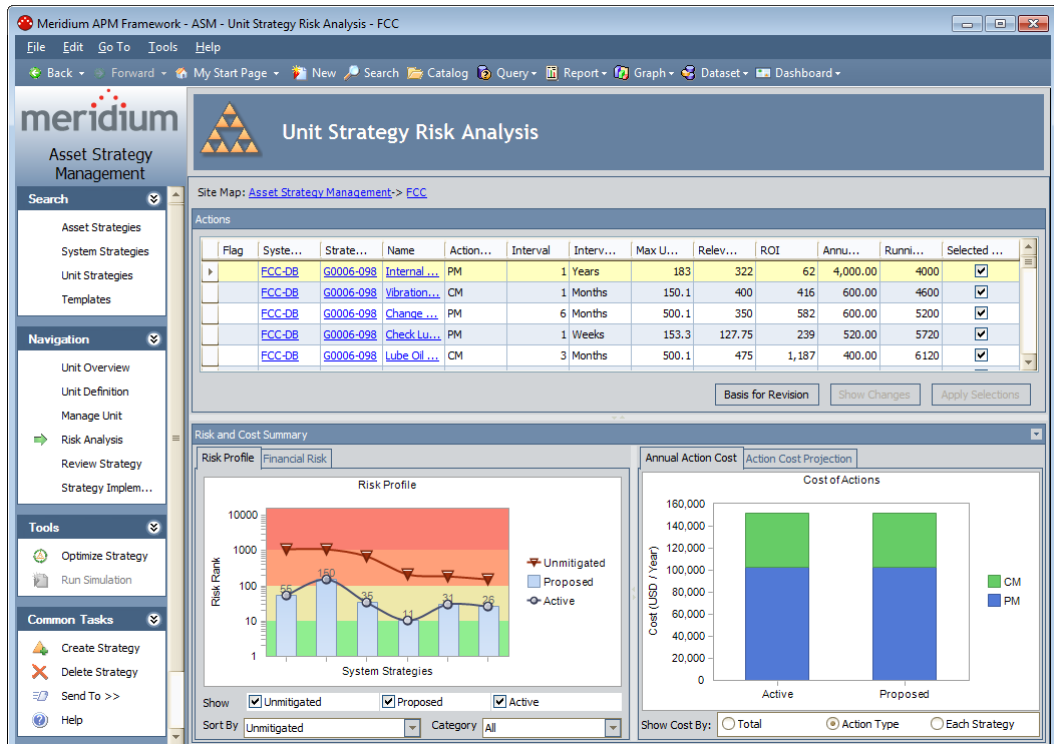 Meridium APM Framework - ASM - Unit Strategy Risk Analysis - FCC
File Edit Go To Tools Help
Back Forward My Start Page New Search Catalog Query Report Graph Dataset Dashboard
meridium
Asset Strategy
Management
Search
Asset Strategies
System Strategies
Unit Strategies
Templates
Navigation
Unit Overview
Unit Definition
Manage Unit
Risk Analysis
Review Strategy
Strategy Implem...
Tools
Optimize Strategy
Run Simulation
Common Tasks
Create Strategy
Delete Strategy
Send To >>
Help
Unit Strategy Risk Analysis
Site Map: Asset Strategy Management-> FCC
Actions
Flag Syste... Strate... Name Action... Interval Interv... Max U... Relev... ROI Annu... Runni... Selected ...
FCC-DB G0006-098 Internal ... PM 1 Years 183 322 62 4,000.00 4000
FCC-DB G0006-098 Vibration... CM 1 Months 150.1 400 416 600.00 4600
FCC-DB G0006-098 Change ... PM 6 Months 500.1 350 582 600.00 5200
FCC-DB G0006-098 Check Lu... PM 1 Weeks 153.3 127.75 239 520.00 5720
FCC-DB G0006-098 Lube Oil ... CM 3 Months 500.1 475 1,187 400.00 6120
Basis for Revision Show Changes Apply Selections
Risk and Cost Summary
Risk Profile Financial Risk
Risk Profile
Risk Rank
10000
1000
100
10
1
55 150 35 11 31 26
System Strategies
Unmitigated
Proposed
Active
Show Unmitigated Proposed Active
Sort By Unmitigated Category All
Annual Action Cost Action Cost Projection
Cost of Actions
Cost (USD / Year)
160,000
140,000
120,000
100,000
80,000
60,000
40,000
20,000
0
Active Proposed
CM
PM
Show Cost By: Total Action Type Each Strategy